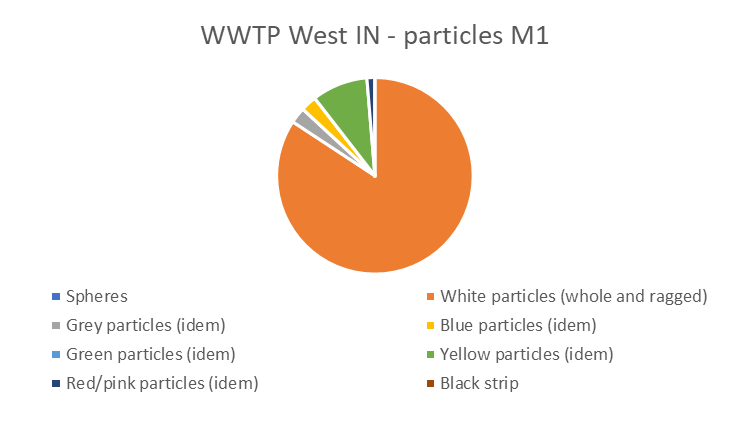 WWTP West IN - particles M1
Spheres
White particles (whole and ragged)
Grey particles (idem)
Blue particles (idem)
Green particles (idem)
Yellow particles (idem)
Red/pink particles (idem)
Black strip